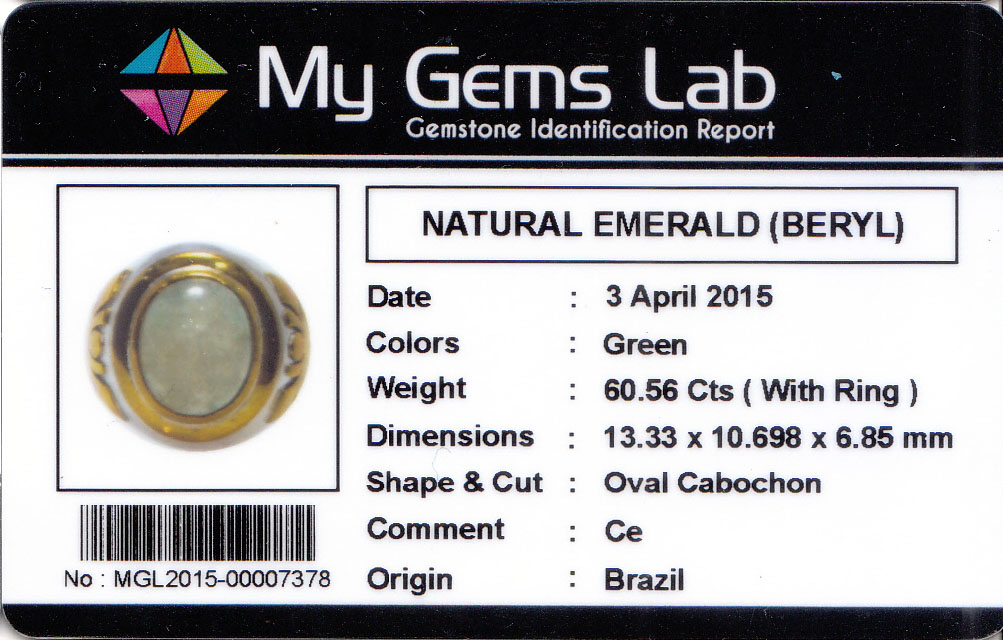 My Gems Lab
Gemstone Identification Report
NATURAL EMERALD (BERYL)
Date : 3 April 2015
Colors : Green
Weight : 60.56 Cts ( With Ring )
Dimensions : 13.33 x 10.698 x 6.85 mm
Shape & Cut : Oval Cabochon
Comment : Ce
Origin : Brazil
No : MGL2015-00007378